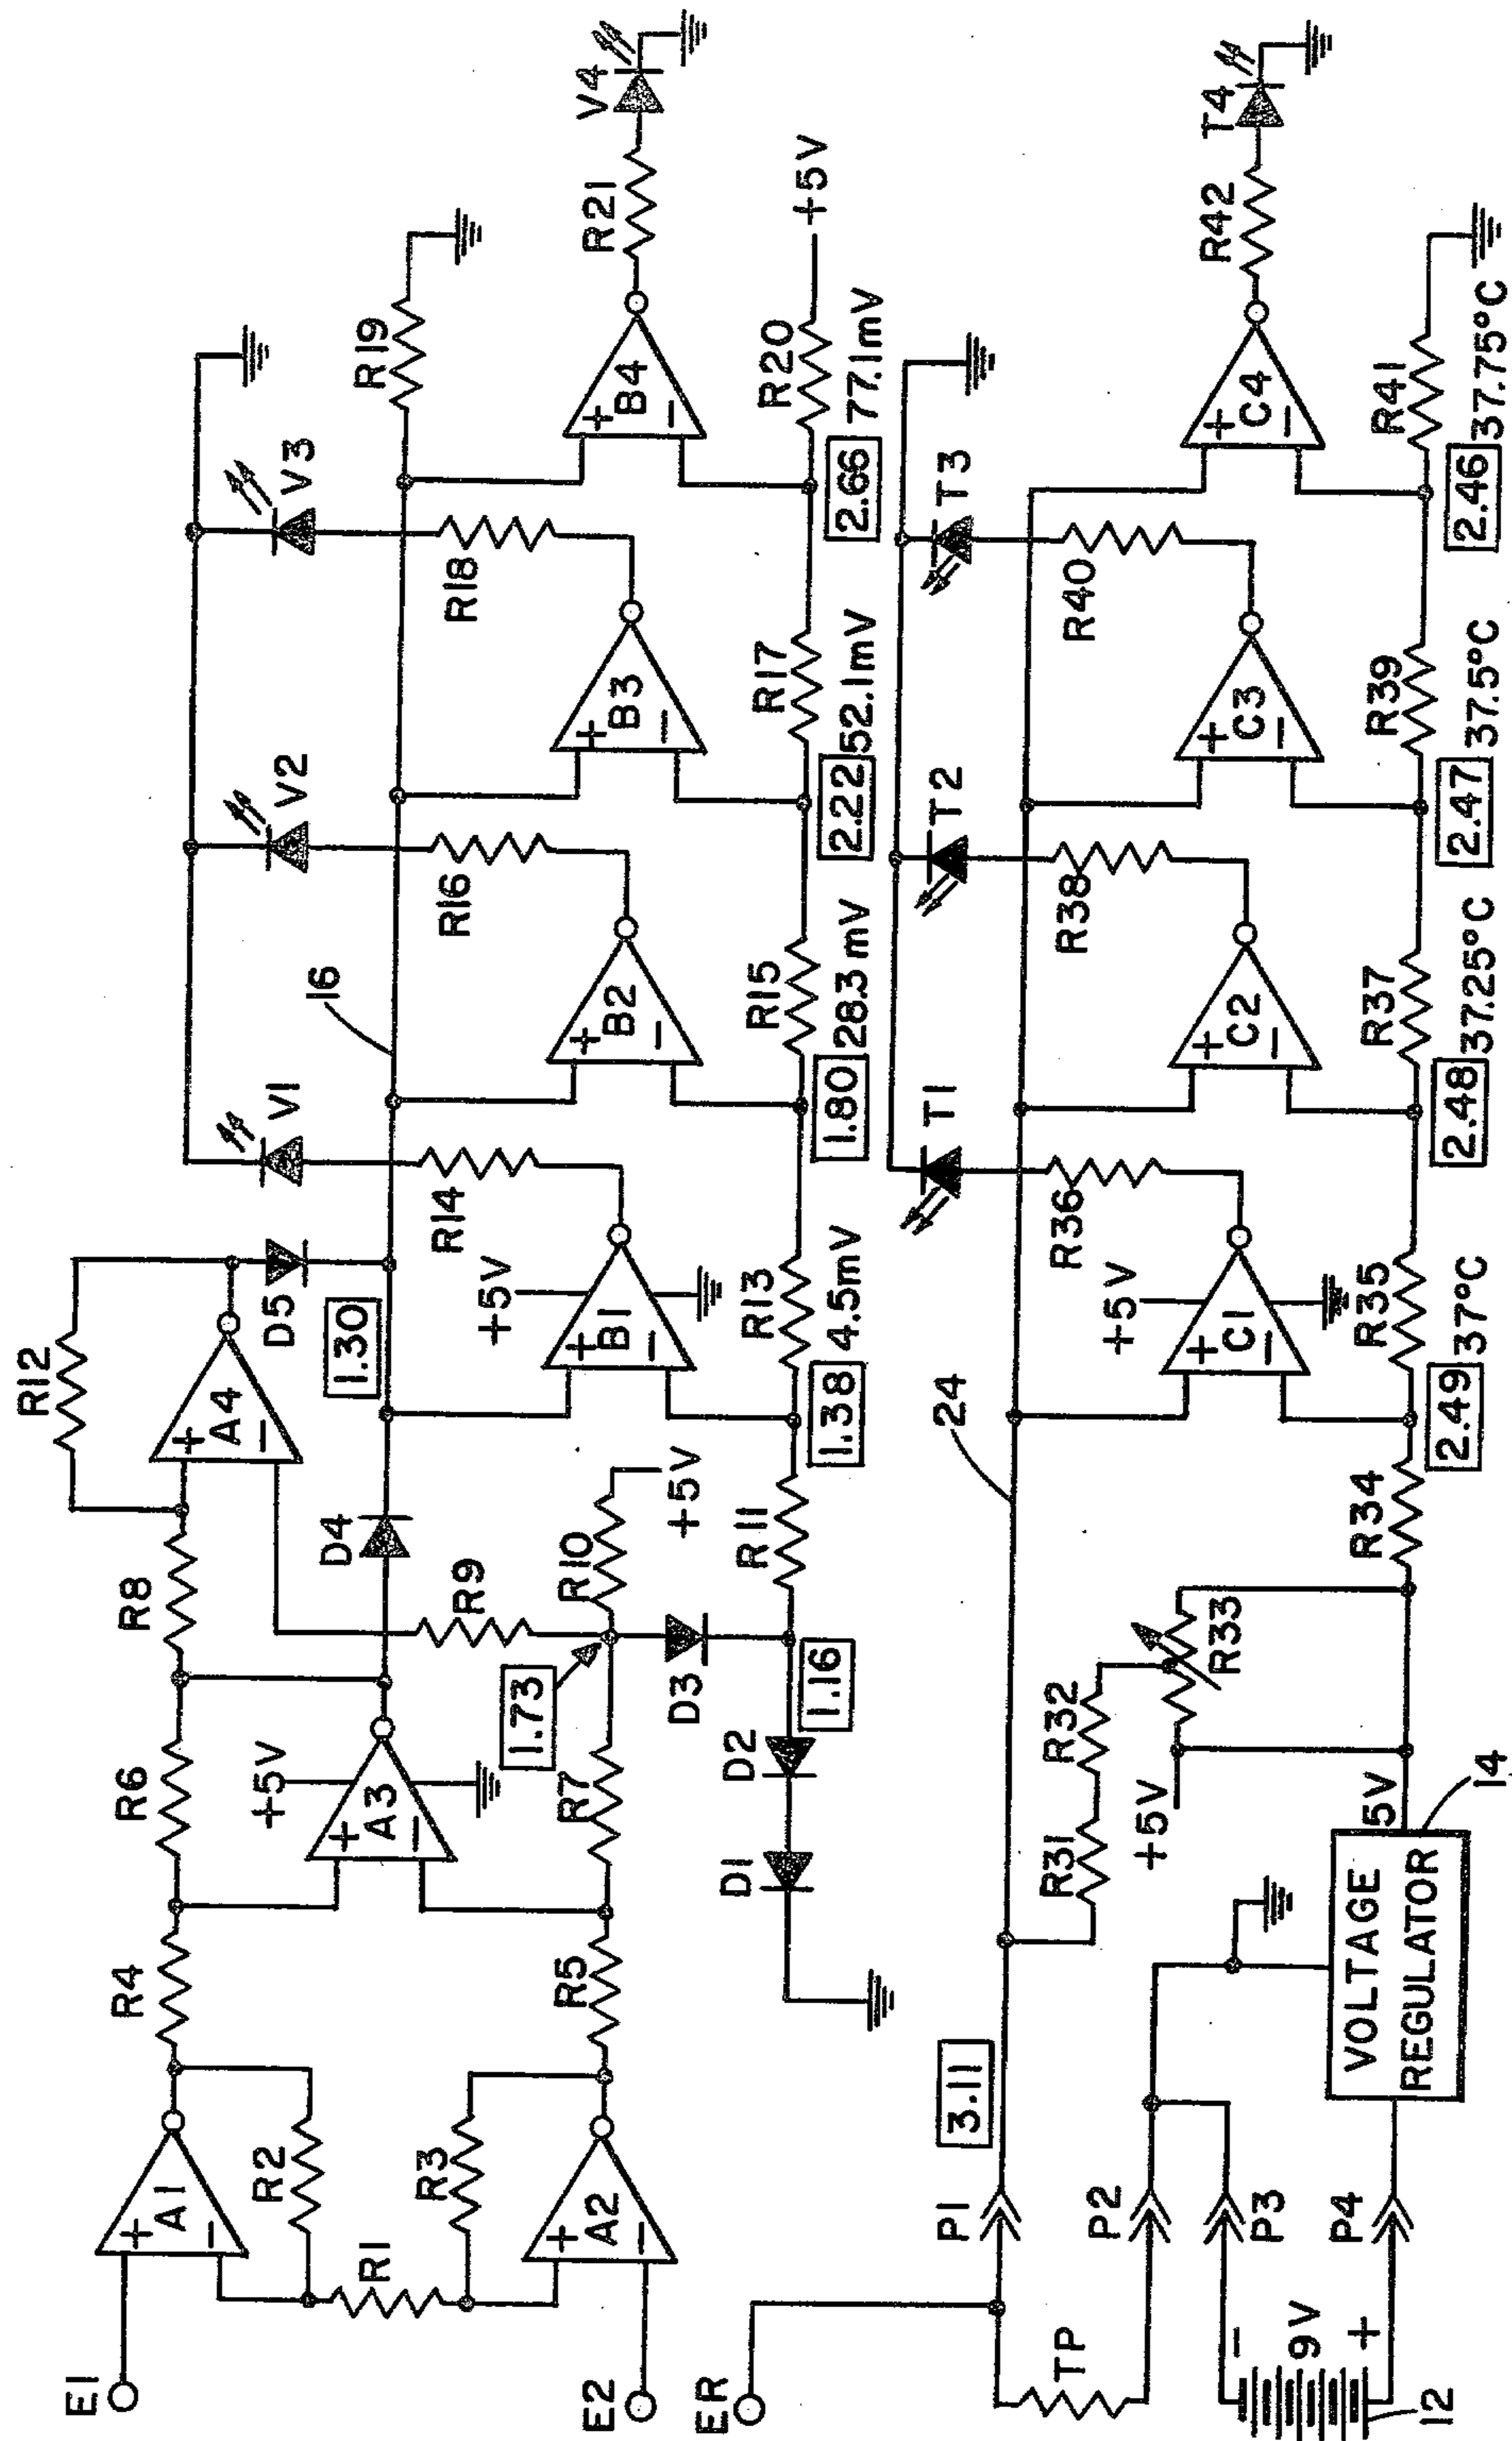 E1
A1
+
−
R2
R1
R3
A2
+
−
E2
R4
R5
R6
+5V
A3
+
−
R7
R8
R9
D4
R12
A4
+
−
D5
1.30
1.73
R10
+5V
D3
1.16
D2
D1
R11
1.38
4.5mV
R13
+5V
B1
+
−
R14
V1
16
1.80
28.3mV
R15
B2
+
−
R16
V2
2.22
52.1mV
R17
B3
+
−
R18
V3
R19
2.66
77.1mV
R20
+5V
B4
+
−
R21
V4
ER
TP
P1
P2
P3
P4
−
9V
+
12
3.11
VOLTAGE
REGULATOR
14
5V
+5V
R31
R32
R33
24
R34
2.49
37°C
R35
+5V
C1
+
−
R36
T1
2.48
37.25°C
R37
C2
+
−
R38
T2
2.47
37.5°C
R39
C3
+
−
R40
T3
2.46
37.75°C
R41
C4
+
−
R42
T4